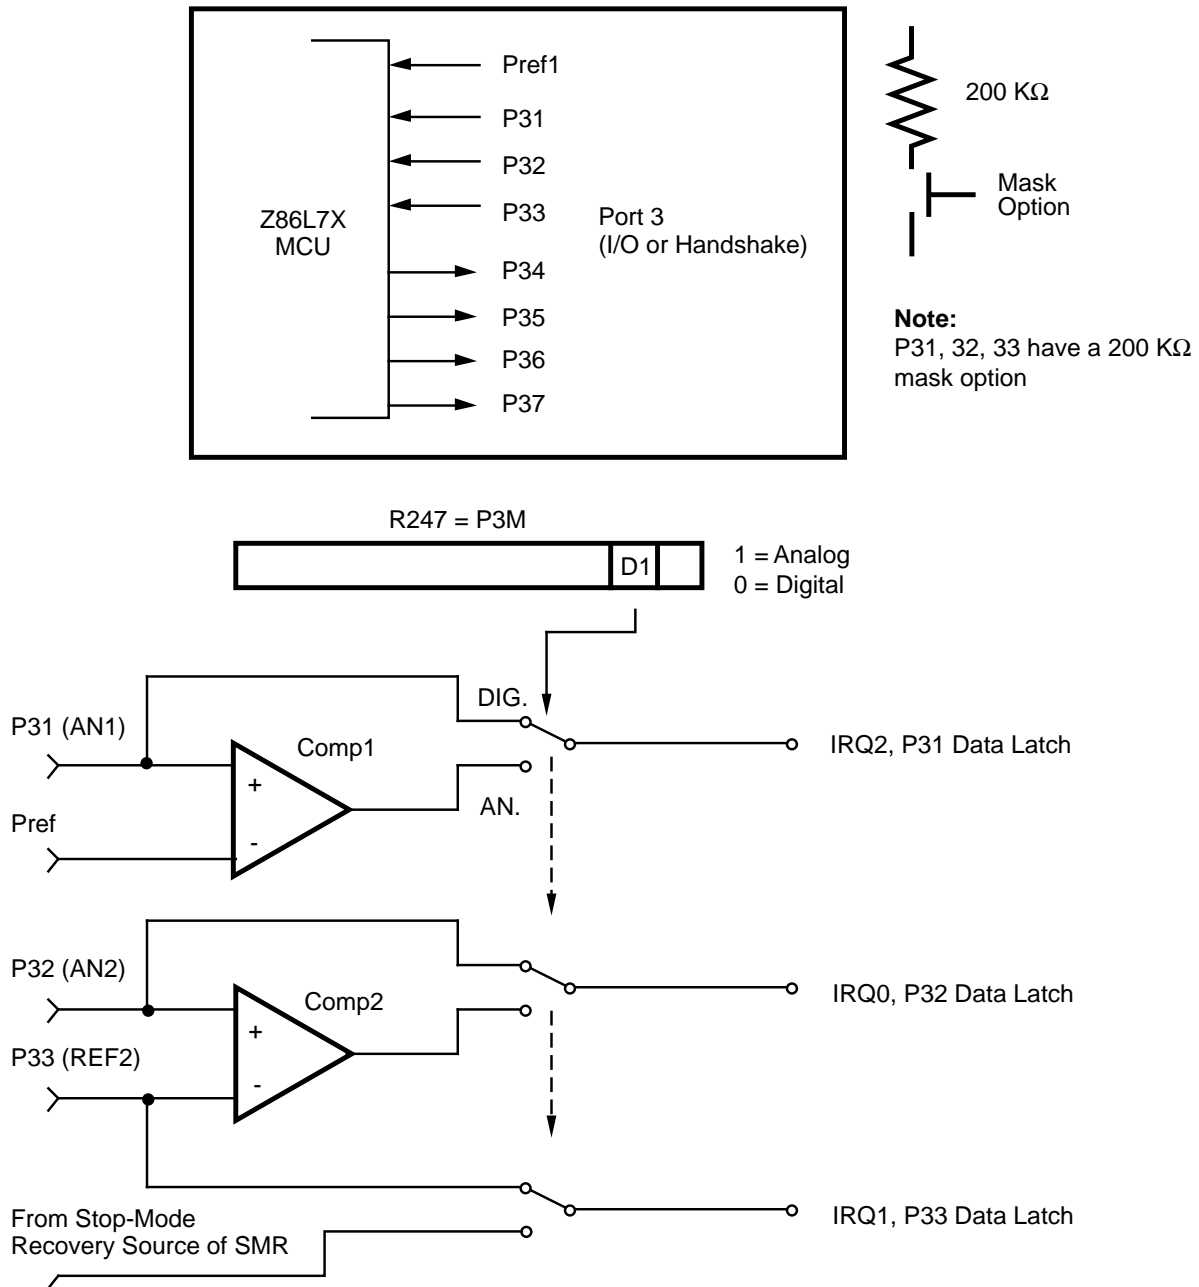 Pref1
P31
P32
P33
Z86L7X
MCU
Port 3
(I/O or Handshake)
P34
P35
P36
P37
200 KΩ
Mask
Option
Note:
P31, 32, 33 have a 200 KΩ
mask option
R247 = P3M
D1
1 = Analog
0 = Digital
DIG.
P31 (AN1)
Comp1
IRQ2, P31 Data Latch
+
AN.
Pref
-
P32 (AN2)
Comp2
IRQ0, P32 Data Latch
+
P33 (REF2)
-
From Stop-Mode
Recovery Source of SMR
IRQ1, P33 Data Latch